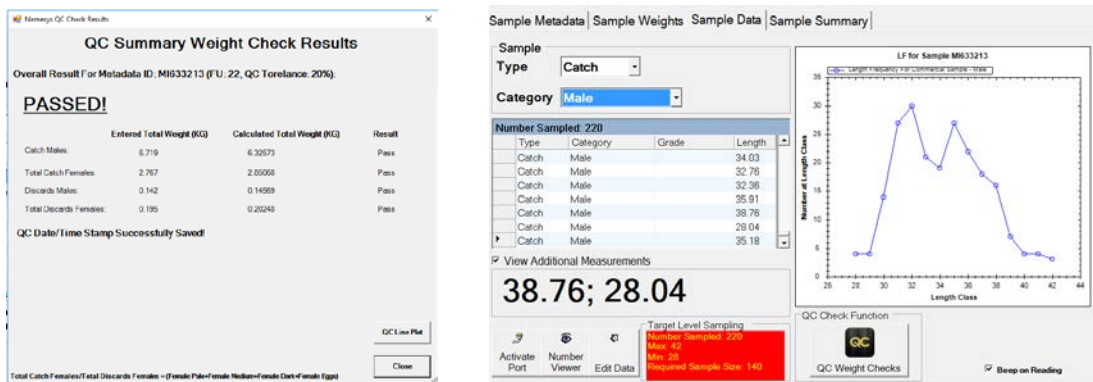 Namesys QC Check Results
QC Summary Weight Check Results
Overall Result For Metadata ID: MI633213 (FU: 22, QC Torelance: 20%):
PASSED!
Entered Total Weight (KG) Calculated Total Weight (KG) Result
Catch Males: 6.719 6.32673 Pass
Total Catch Females: 2.767 2.85068 Pass
Discards Males: 0.142 0.14569 Pass
Total Discards Females: 0.195 0.20248 Pass
QC Date/Time Stamp Successfully Saved!
QC Line Plot
Close
Total Catch Females/Total Discards Females = (Female Pale+Female Medium+Female Dark+Female Eggs)
Sample Metadata Sample Weights Sample Data Sample Summary
Sample
Type Catch
Category Male
Number Sampled: 220
Type Category Grade Length
Catch Male 34.03
Catch Male 32.76
Catch Male 32.36
Catch Male 35.91
Catch Male 38.76
Catch Male 28.04
Catch Male 35.18
View Additional Measurements
38.76; 28.04
Activate Port
Number Viewer
Edit Data
Target Level Sampling
Number Sampled: 220
Max: 42
Min: 28
Required Sample Size: 140
LF for Sample MI633213
Length Frequency For Commercial Sample - Male
Number at Length Class
35
30
25
20
15
10
5
0
26 28 30 32 34 36 38 40 42 44
Length Class
QC Check Function
QC
QC Weight Checks
Beep on Reading